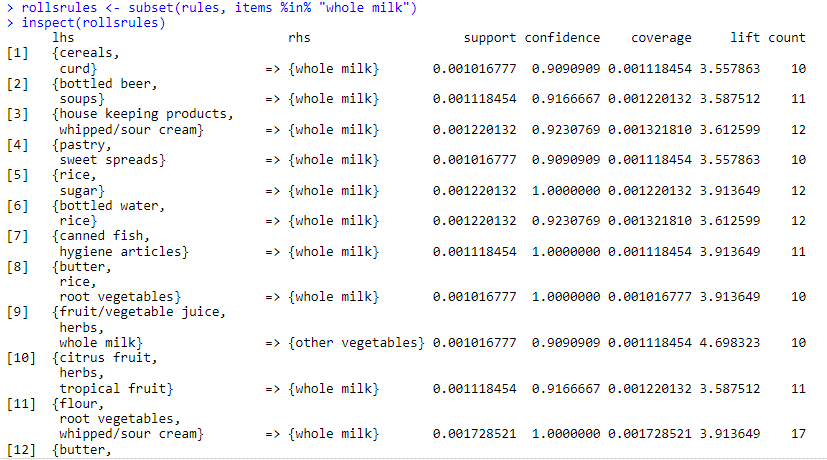 > rollsrules <- subset(rules, items %in% "whole milk")
> inspect(rollsrules)
lhs rhs support confidence coverage lift count
[1] {cereals,
curd} => {whole milk} 0.001016777 0.9090909 0.001118454 3.557863 10
[2] {bottled beer,
soups} => {whole milk} 0.001118454 0.9166667 0.001220132 3.587512 11
[3] {house keeping products,
whipped/sour cream} => {whole milk} 0.001220132 0.9230769 0.001321810 3.612599 12
[4] {pastry,
sweet spreads} => {whole milk} 0.001016777 0.9090909 0.001118454 3.557863 10
[5] {rice,
sugar} => {whole milk} 0.001220132 1.0000000 0.001220132 3.913649 12
[6] {bottled water,
rice} => {whole milk} 0.001220132 0.9230769 0.001321810 3.612599 12
[7] {canned fish,
hygiene articles} => {whole milk} 0.001118454 1.0000000 0.001118454 3.913649 11
[8] {butter,
rice,
root vegetables} => {whole milk} 0.001016777 1.0000000 0.001016777 3.913649 10
[9] {fruit/vegetable juice,
herbs,
whole milk} => {other vegetables} 0.001016777 0.9090909 0.001118454 4.698323 10
[10] {citrus fruit,
herbs,
tropical fruit} => {whole milk} 0.001118454 0.9166667 0.001220132 3.587512 11
[11] {flour,
root vegetables,
whipped/sour cream} => {whole milk} 0.001728521 1.0000000 0.001728521 3.913649 17
[12] {butter,